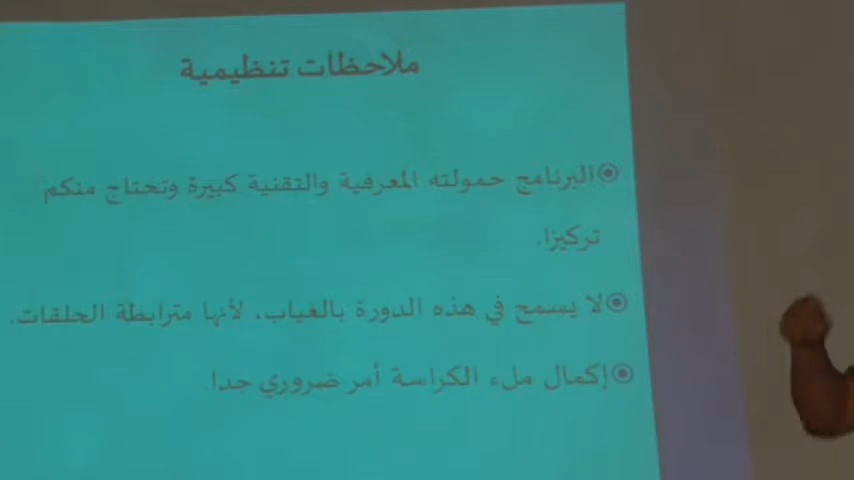 ملاحظات تنظيمية
البرنامج حمولته المعرفية والتقنية كبيرة وتحتاج منكم
تركيزا.
لا يسمح في هذه الدورة بالغياب، لأنها مترابطة الحلقات.
إكمال ملء الكراسة أمر ضروري جدا.